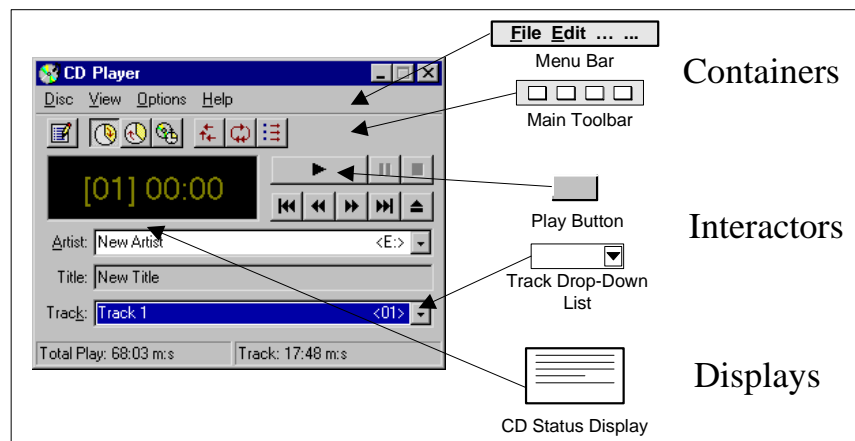 CD Player
Disc View Options Help
[01] 00:00
Artist: New Artist <E:>
Title: New Title
Track: Track 1 <01>
Total Play: 68:03 m:s Track: 17:48 m:s
File Edit ... ...
Menu Bar
Main Toolbar
Containers
Play Button
Interactors
Track Drop-Down
List
CD Status Display
Displays